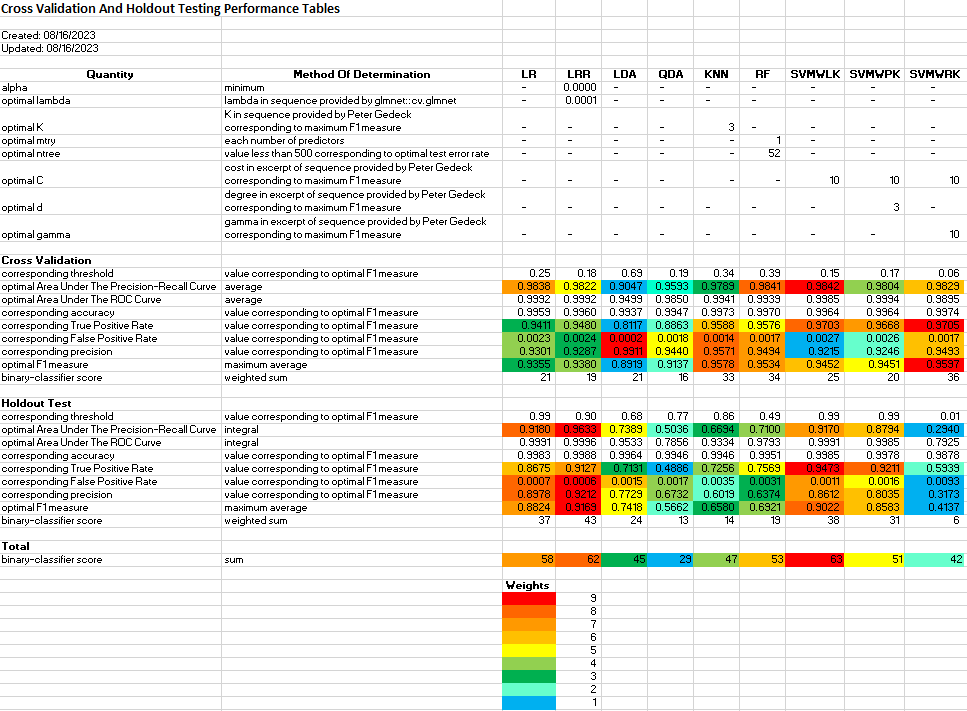 Cross Validation And Holdout Testing Performance Tables
Created: 08/16/2023
Updated: 08/16/2023
Quantity Method Of Determination LR LRR LDA QDA KNN RF SVMWLK SVMWPK SVMWRK
alpha minimum - 0.0000 - - - - - - -
optimal lambda lambda in sequence provided by glmnet::cv.glmnet - 0.0001 - - - - - - -
K in sequence provided by Peter Gedeck
optimal K corresponding to maximum F1 measure - - - - 3 - - - -
optimal mtry each number of predictors - - - - - 1 - - -
optimal ntree value less than 500 corresponding to optimal test error rate - - - - - 52 - - -
cost in excerpt of sequence provided by Peter Gedeck
optimal C corresponding to maximum F1 measure - - - - - - 10 10 10
degree in excerpt of sequence provided by Peter Gedeck
optimal d corresponding to maximum F1 measure - - - - - - - 3 -
gamma in excerpt of sequence provided by Peter Gedeck
optimal gamma corresponding to maximum F1 measure - - - - - - - - 10
Cross Validation
corresponding threshold value corresponding to optimal F1 measure 0.25 0.18 0.69 0.19 0.34 0.39 0.15 0.17 0.06
optimal Area Under The Precision-Recall Curve average 0.9838 0.9822 0.9047 0.9593 0.9789 0.9841 0.9842 0.9804 0.9829
optimal Area Under The ROC Curve average 0.9992 0.9992 0.9499 0.9850 0.9941 0.9939 0.9985 0.9994 0.9895
corresponding accuracy value corresponding to optimal F1 measure 0.9959 0.9960 0.9937 0.9947 0.9973 0.9970 0.9964 0.9964 0.9974
corresponding True Positive Rate value corresponding to optimal F1 measure 0.9411 0.9480 0.8117 0.8863 0.9588 0.9576 0.9703 0.9668 0.9705
corresponding False Positive Rate value corresponding to optimal F1 measure 0.0023 0.0024 0.0002 0.0018 0.0014 0.0017 0.0027 0.0026 0.0017
corresponding precision value corresponding to optimal F1 measure 0.9301 0.9287 0.9911 0.9440 0.9571 0.9494 0.9215 0.9246 0.9493
optimal F1 measure maximum average 0.9355 0.9380 0.8919 0.9137 0.9578 0.9534 0.9452 0.9451 0.9597
binary-classifier score weighted sum 21 19 21 16 33 34 25 20 36
Holdout Test
corresponding threshold value corresponding to optimal F1 measure 0.99 0.90 0.68 0.77 0.86 0.49 0.99 0.99 0.01
optimal Area Under The Precision-Recall Curve integral 0.9180 0.7389 0.5036 0.6694 0.7100 0.9170 0.8794 0.2940
optimal Area Under The ROC Curve integral 0.9991 0.9996 0.9533 0.7856 0.9334 0.9793 0.9991 0.9985 0.7925
corresponding accuracy value corresponding to optimal F1 measure 0.9983 0.9988 0.9964 0.9946 0.9946 0.9951 0.9985 0.9978 0.9878
corresponding True Positive Rate value corresponding to optimal F1 measure 0.8675 0.9127 0.7131 0.4886 0.7256 0.7569 0.9473 0.9211 0.5939
corresponding False Positive Rate value corresponding to optimal F1 measure 0.0007 0.0006 0.0015 0.0017 0.0035 0.0031 0.0011 0.0016 0.0093
corresponding precision value corresponding to optimal F1 measure 0.8978 0.9212 0.7729 0.6732 0.6019 0.6374 0.8612 0.8035 0.3173
optimal F1 measure maximum average 0.8824 0.9169 0.7418 0.5662 0.6580 0.6921 0.9022 0.8583 0.4137
binary-classifier score weighted sum 37 43 24 13 14 19 38 31 6
Total
binary-classifier score sum 58 62 45 29 47 53 63 51 42
Weights
9
8
7
6
5
4
3
2
1